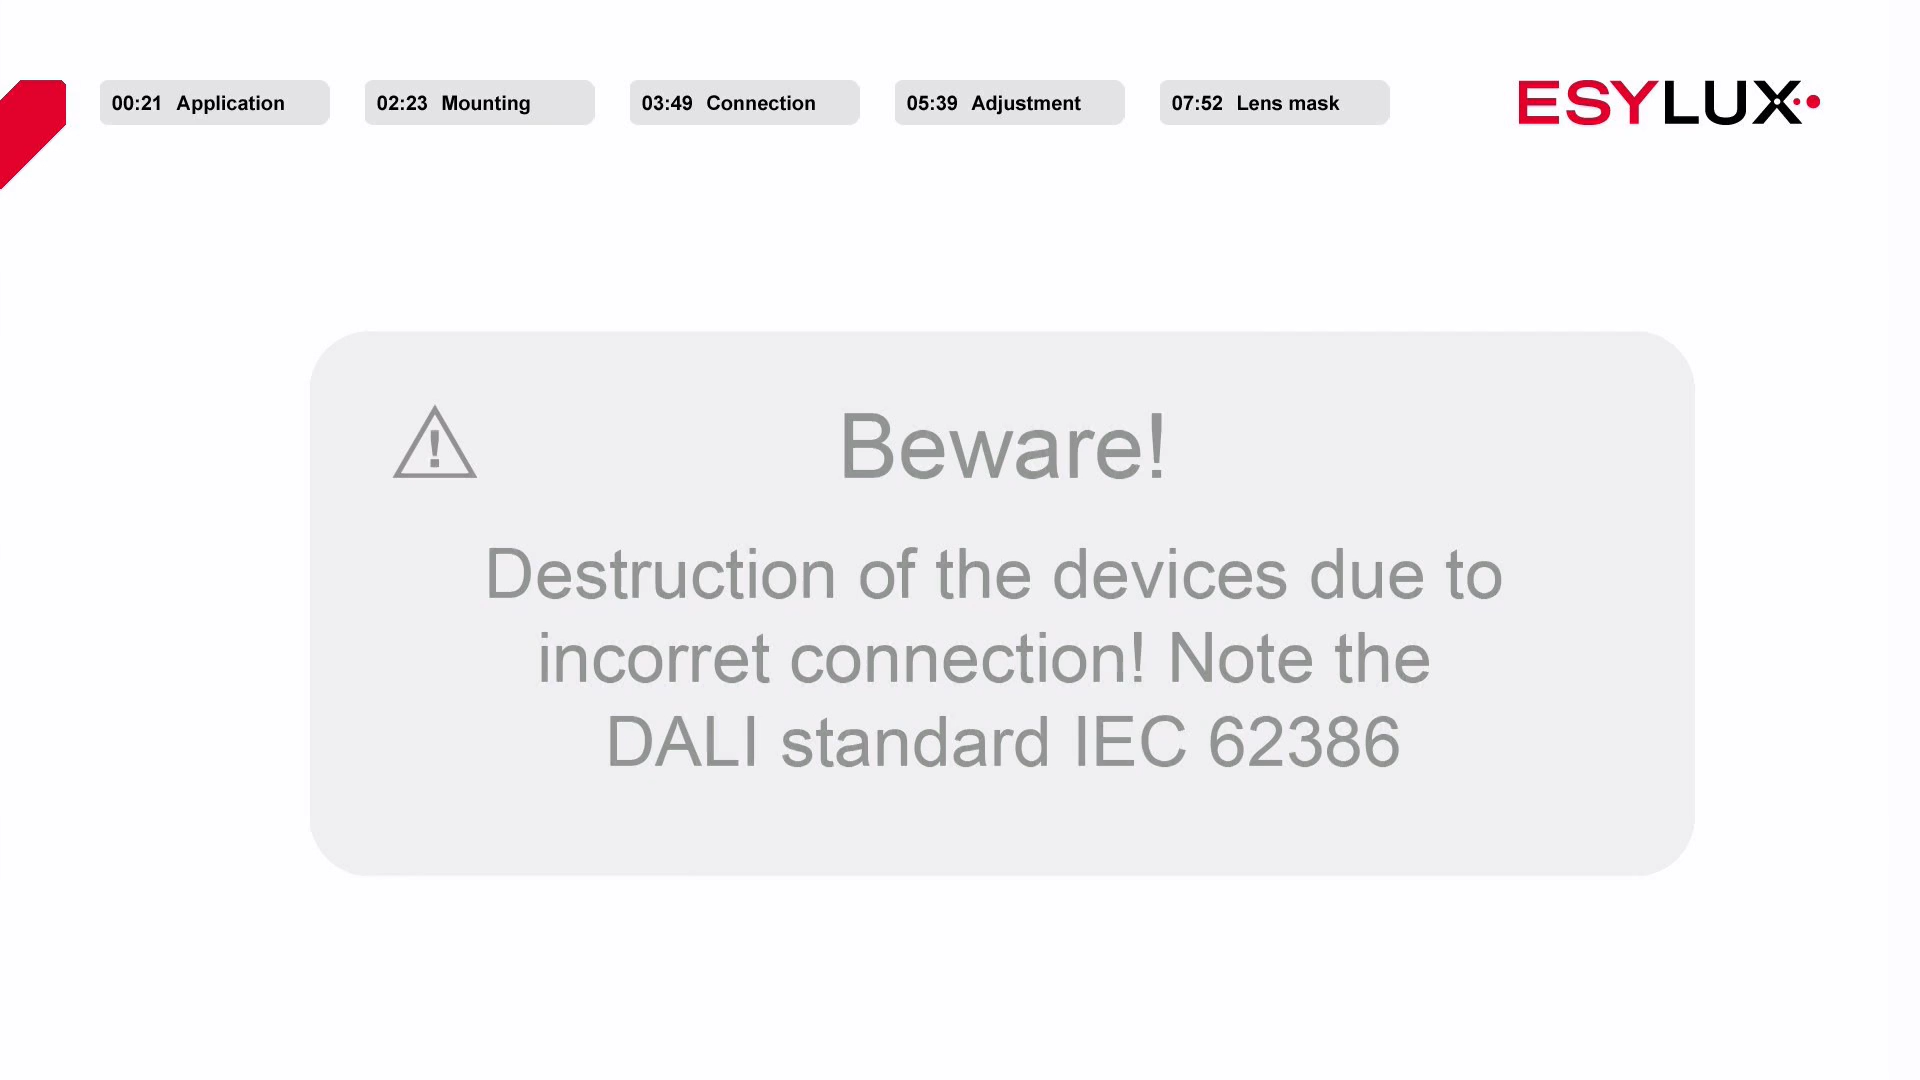 00:21 Application 02:23 Mounting 03:49 Connection 05:39 Adjustment 07:52 Lens mask ESYLUX
Beware!
Destruction of the devices due to
incorret connection! Note the
DALI standard IEC 62386